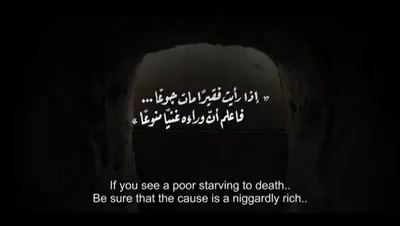 « إذا رأيت فقيرًا مات جوعًا ...
فاعلم أنّ وراءه غنيًّا منوعًا »
If you see a poor starving to death..
Be sure that the cause is a niggardly rich..